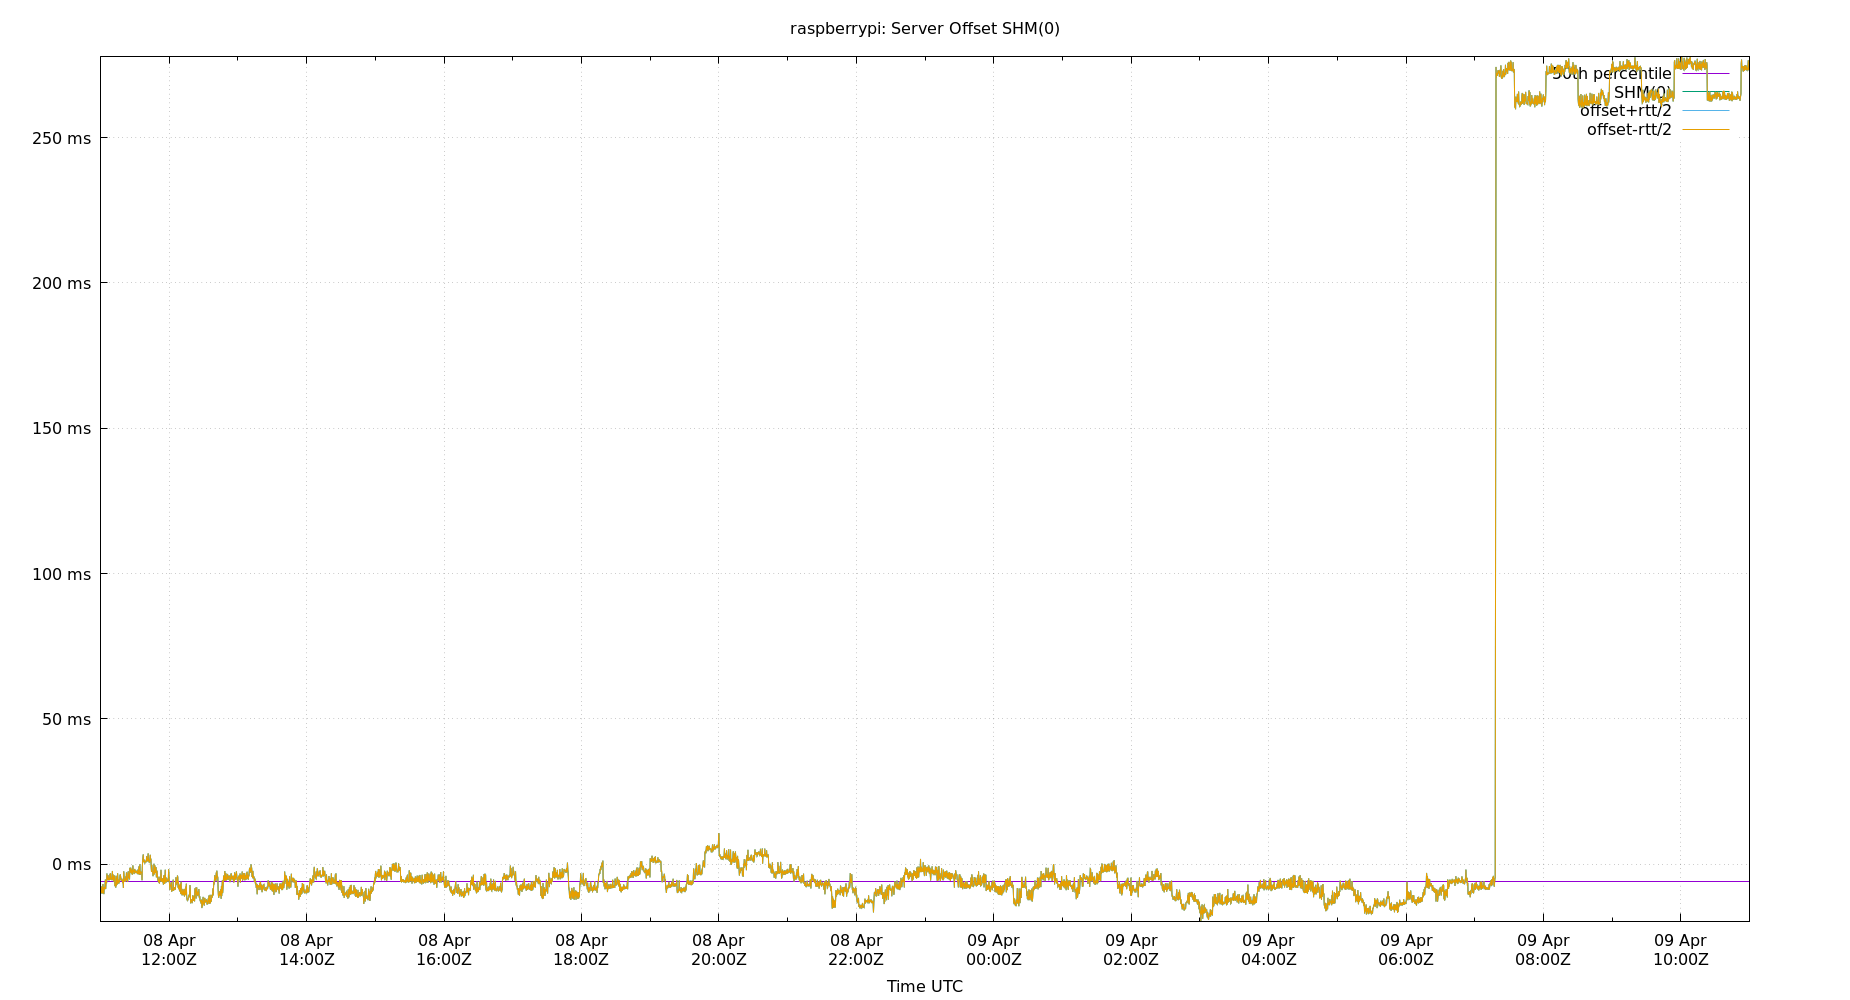 raspberrypi: Server Offset SHM(0)
50th percentile
SHM(0)
offset+rtt/2
offset-rtt/2
250 ms
200 ms
150 ms
100 ms
50 ms
0 ms
08 Apr 08 Apr 08 Apr 08 Apr 08 Apr 08 Apr 09 Apr 09 Apr 09 Apr 09 Apr 09 Apr 09 Apr
12:00Z 14:00Z 16:00Z 18:00Z 20:00Z 22:00Z 00:00Z 02:00Z 04:00Z 06:00Z 08:00Z 10:00Z
Time UTC